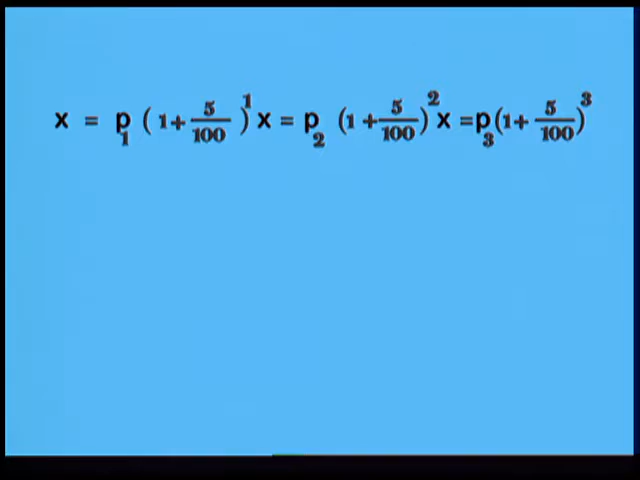 x = p₁ (1+ 5/100 )¹ x = p₂ (1 + 5/100)² x = p₃(1+ 5/100)³